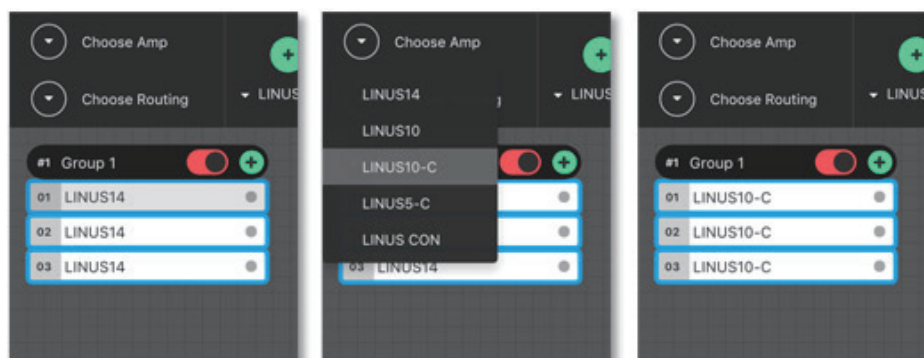 Choose Amp
Choose Routing
LINUS
#1 Group 1
01 LINUS14
02 LINUS14
03 LINUS14
Choose Amp
LINUS14
LINUS10
LINUS10-C
LINUS5-C
LINUS CON
LINUS
03 LINUS14
Choose Amp
Choose Routing
LINUS
#1 Group 1
01 LINUS10-C
02 LINUS10-C
03 LINUS10-C